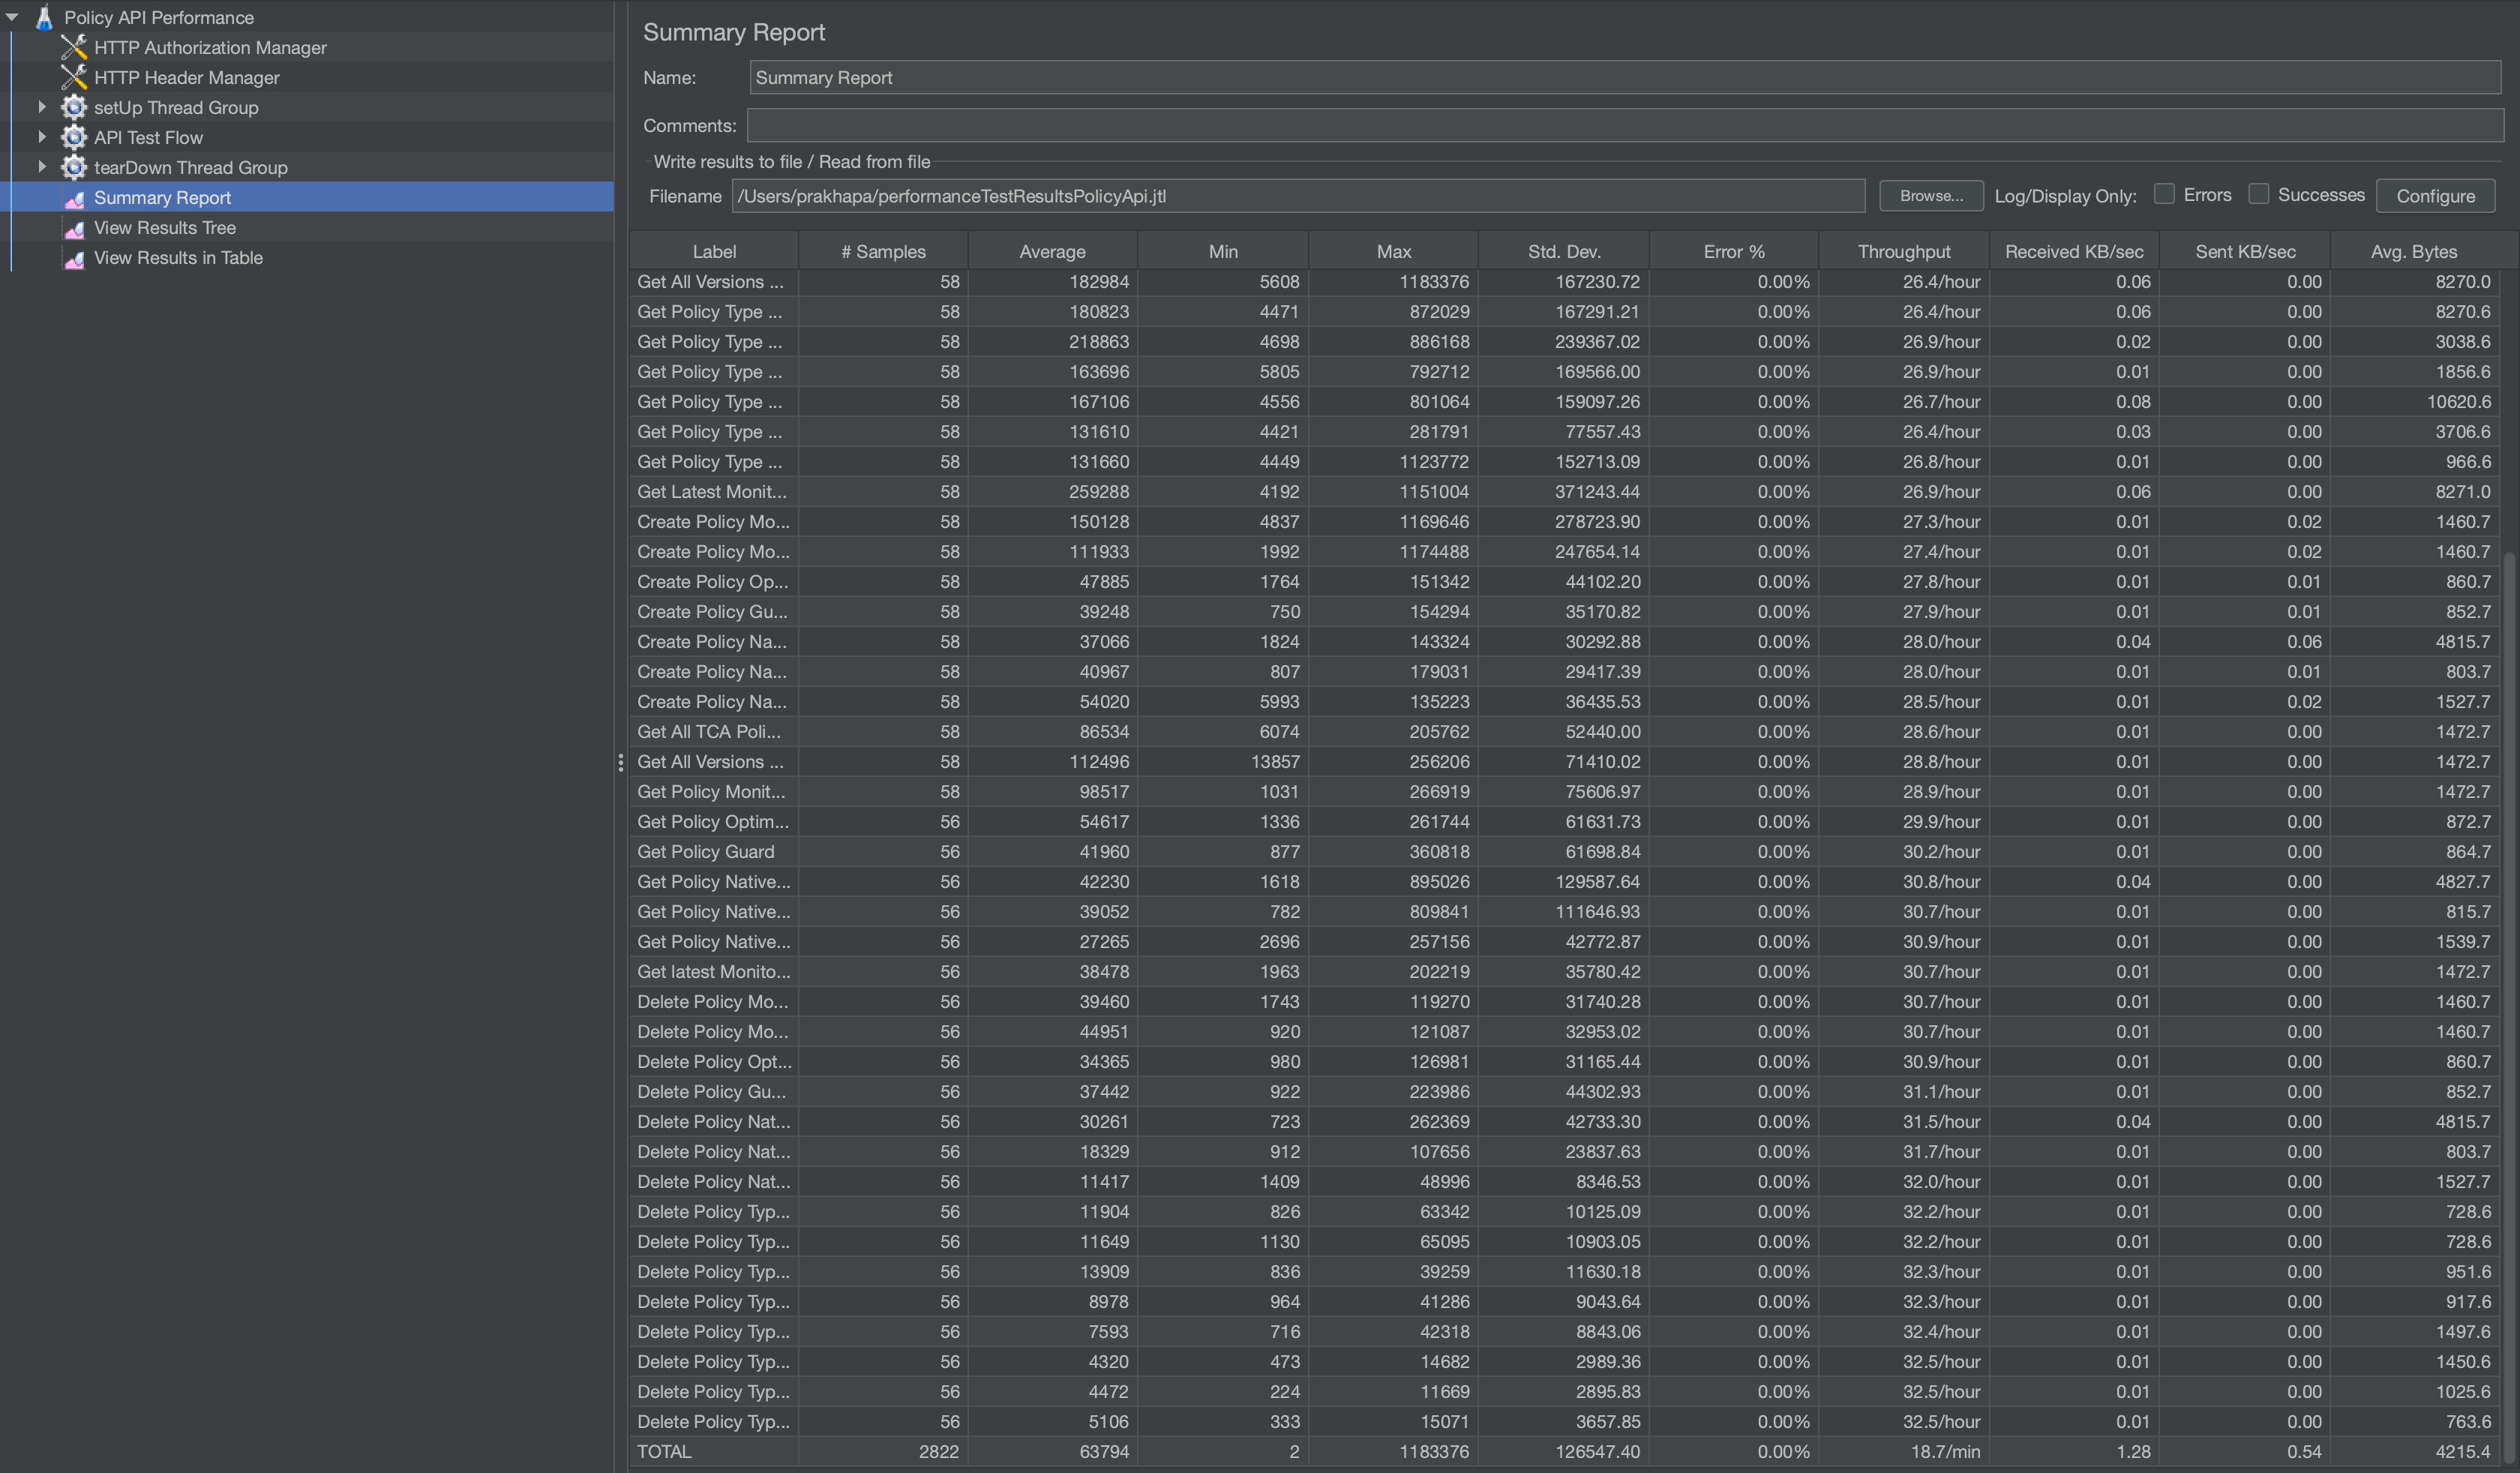 Policy API Performance
HTTP Authorization Manager
HTTP Header Manager
setUp Thread Group
API Test Flow
tearDown Thread Group
Summary Report
View Results Tree
View Results in Table
Summary Report
Name: Summary Report
Comments:
Write results to file / Read from file
Filename /Users/prakhapa/performanceTestResultsPolicyApi.jtl Browse... Log/Display Only: Errors Successes Configure
Label # Samples Average Min Max Std. Dev. Error % Throughput Received KB/sec Sent KB/sec Avg. Bytes
Get All Versions ... 58 182984 5608 1183376 167230.72 0.00% 26.4/hour 0.06 0.00 8270.0
Get Policy Type ... 58 180823 4471 872029 167291.21 0.00% 26.4/hour 0.06 0.00 8270.6
Get Policy Type ... 58 218863 4698 886168 239367.02 0.00% 26.9/hour 0.02 0.00 3038.6
Get Policy Type ... 58 163696 5805 792712 169566.00 0.00% 26.9/hour 0.01 0.00 1856.6
Get Policy Type ... 58 167106 4556 801064 159097.26 0.00% 26.7/hour 0.08 0.00 10620.6
Get Policy Type ... 58 131610 4421 281791 77557.43 0.00% 26.4/hour 0.03 0.00 3706.6
Get Policy Type ... 58 131660 4449 1123772 152713.09 0.00% 26.8/hour 0.01 0.00 966.6
Get Latest Monit... 58 259288 4192 1151004 371243.44 0.00% 26.9/hour 0.06 0.00 8271.0
Create Policy Mo... 58 150128 4837 1169646 278723.90 0.00% 27.3/hour 0.01 0.02 1460.7
Create Policy Mo... 58 111933 1992 1174488 247654.14 0.00% 27.4/hour 0.01 0.02 1460.7
Create Policy Op... 58 47885 1764 151342 44102.20 0.00% 27.8/hour 0.01 0.01 860.7
Create Policy Gu... 58 39248 750 154294 35170.82 0.00% 27.9/hour 0.01 0.01 852.7
Create Policy Na... 58 37066 1824 143324 30292.88 0.00% 28.0/hour 0.04 0.06 4815.7
Create Policy Na... 58 40967 807 179031 29417.39 0.00% 28.0/hour 0.01 0.01 803.7
Create Policy Na... 58 54020 5993 135223 36435.53 0.00% 28.5/hour 0.01 0.02 1527.7
Get All TCA Poli... 58 86534 6074 205762 52440.00 0.00% 28.6/hour 0.01 0.00 1472.7
Get All Versions ... 58 112496 13857 256206 71410.02 0.00% 28.8/hour 0.01 0.00 1472.7
Get Policy Monit... 58 98517 1031 266919 75606.97 0.00% 28.9/hour 0.01 0.00 1472.7
Get Policy Optim... 56 54617 1336 261744 61631.73 0.00% 29.9/hour 0.01 0.00 872.7
Get Policy Guard 56 41960 877 360818 61698.84 0.00% 30.2/hour 0.01 0.00 864.7
Get Policy Native... 56 42230 1618 895026 129587.64 0.00% 30.8/hour 0.04 0.00 4827.7
Get Policy Native... 56 39052 782 809841 111646.93 0.00% 30.7/hour 0.01 0.00 815.7
Get Policy Native... 56 27265 2696 257156 42772.87 0.00% 30.9/hour 0.01 0.00 1539.7
Get latest Monito... 56 38478 1963 202219 35780.42 0.00% 30.7/hour 0.01 0.00 1472.7
Delete Policy Mo... 56 39460 1743 119270 31740.28 0.00% 30.7/hour 0.01 0.00 1460.7
Delete Policy Mo... 56 44951 920 121087 32953.02 0.00% 30.7/hour 0.01 0.00 1460.7
Delete Policy Opt... 56 34365 980 126981 31165.44 0.00% 30.9/hour 0.01 0.00 860.7
Delete Policy Gu... 56 37442 922 223986 44302.93 0.00% 31.1/hour 0.01 0.00 852.7
Delete Policy Nat... 56 30261 723 262369 42733.30 0.00% 31.5/hour 0.04 0.00 4815.7
Delete Policy Nat... 56 18329 912 107656 23837.63 0.00% 31.7/hour 0.01 0.00 803.7
Delete Policy Nat... 56 11417 1409 48996 8346.53 0.00% 32.0/hour 0.01 0.00 1527.7
Delete Policy Typ... 56 11904 826 63342 10125.09 0.00% 32.2/hour 0.01 0.00 728.6
Delete Policy Typ... 56 11649 1130 65095 10903.05 0.00% 32.2/hour 0.01 0.00 728.6
Delete Policy Typ... 56 13909 836 39259 11630.18 0.00% 32.3/hour 0.01 0.00 951.6
Delete Policy Typ... 56 8978 964 41286 9043.64 0.00% 32.3/hour 0.01 0.00 917.6
Delete Policy Typ... 56 7593 716 42318 8843.06 0.00% 32.4/hour 0.01 0.00 1497.6
Delete Policy Typ... 56 4320 473 14682 2989.36 0.00% 32.5/hour 0.01 0.00 1450.6
Delete Policy Typ... 56 4472 224 11669 2895.83 0.00% 32.5/hour 0.01 0.00 1025.6
Delete Policy Typ... 56 5106 333 15071 3657.85 0.00% 32.5/hour 0.01 0.00 763.6
TOTAL 2822 63794 2 1183376 126547.40 0.00% 18.7/min 1.28 0.54 4215.4